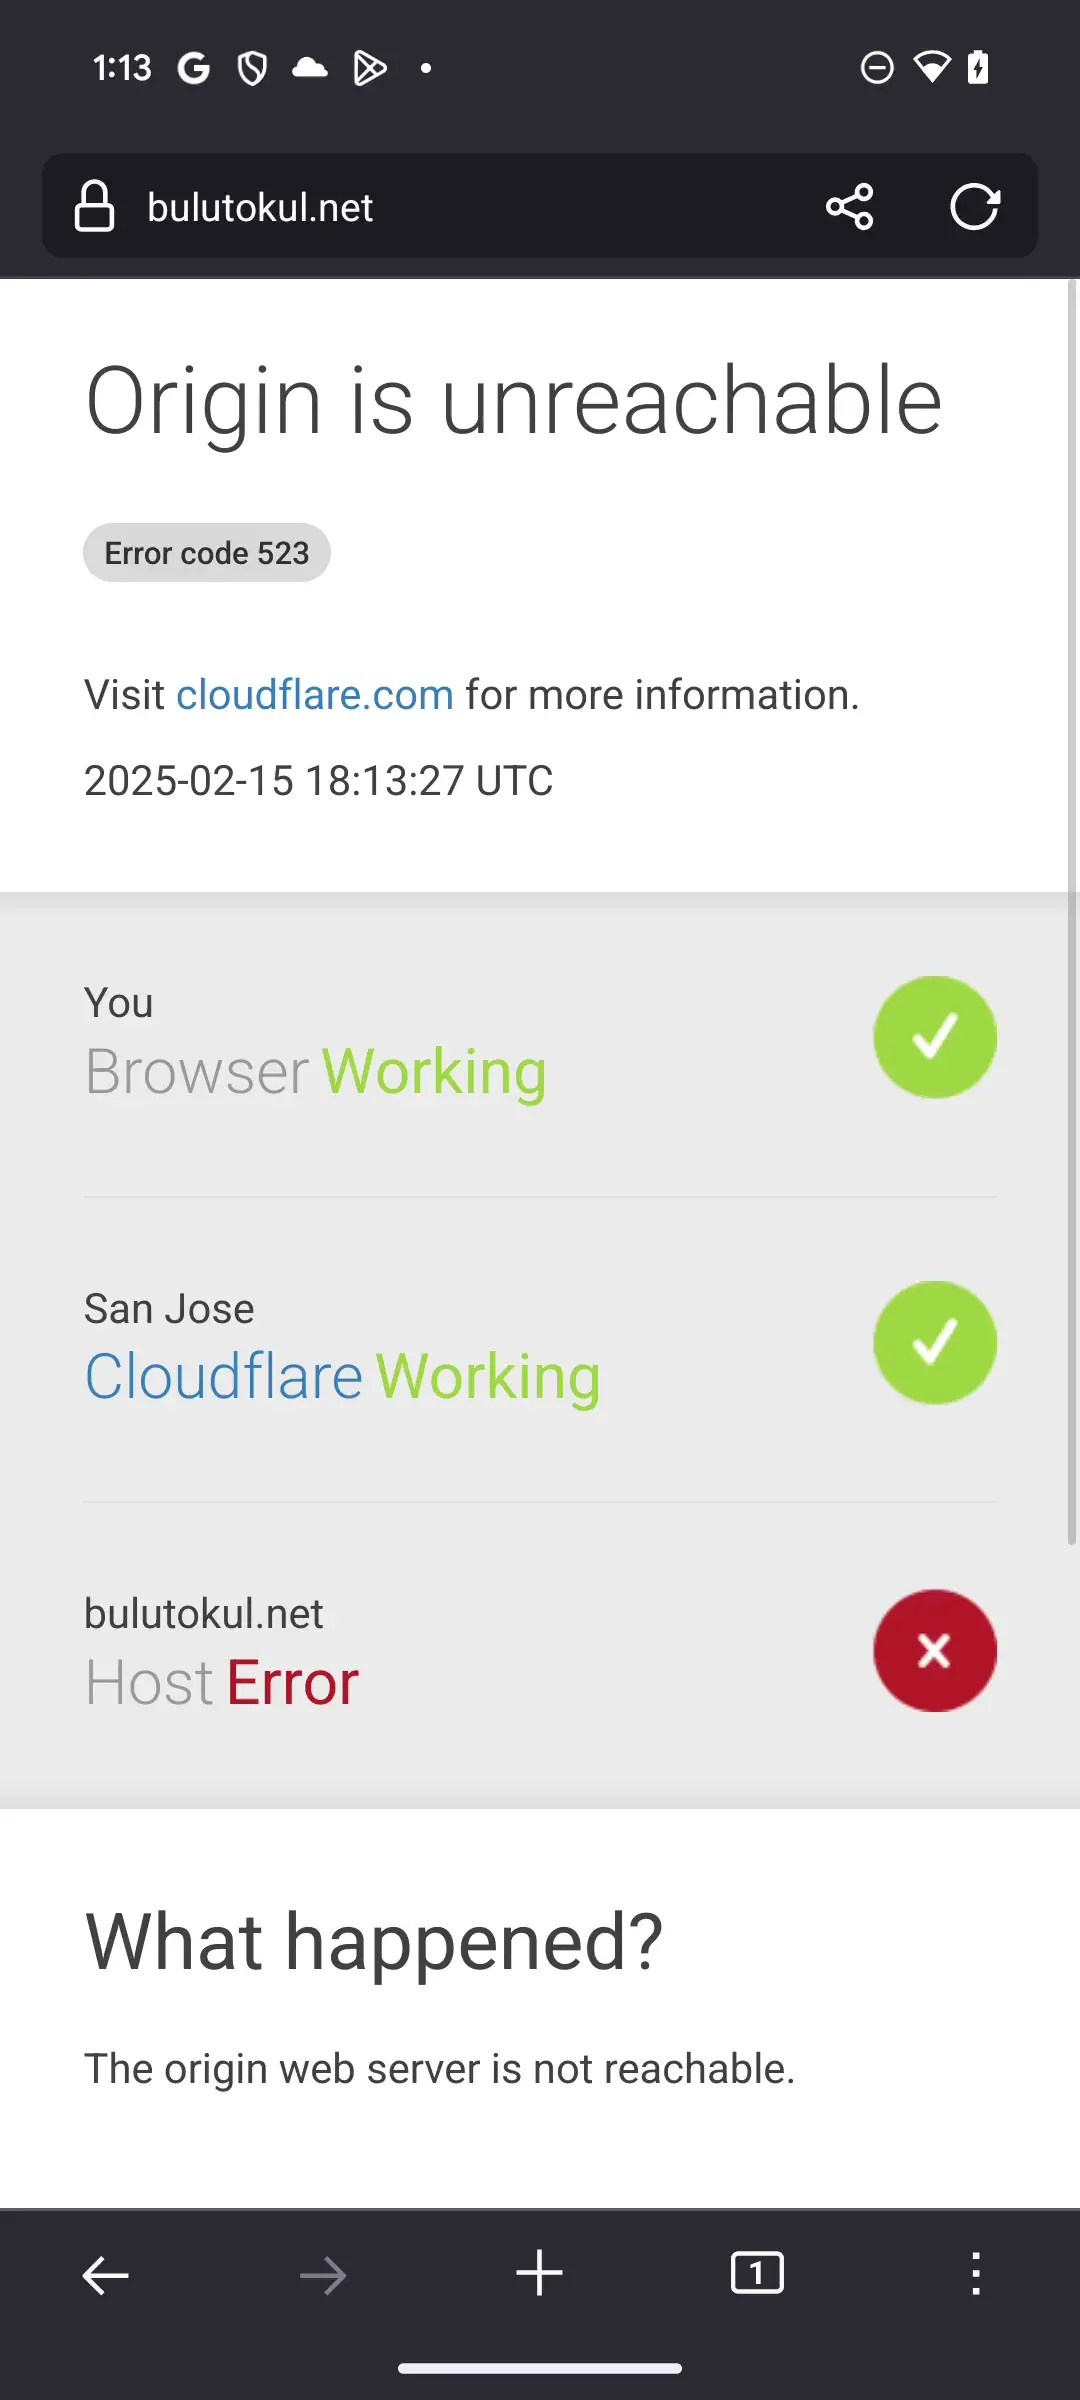 1:13
bulutokul.net
Origin is unreachable
Error code 523
Visit cloudflare.com for more information.
2025-02-15 18:13:27 UTC
You
Browser Working
San Jose
Cloudflare Working
bulutokul.net
Host Error
What happened?
The origin web server is not reachable.
1